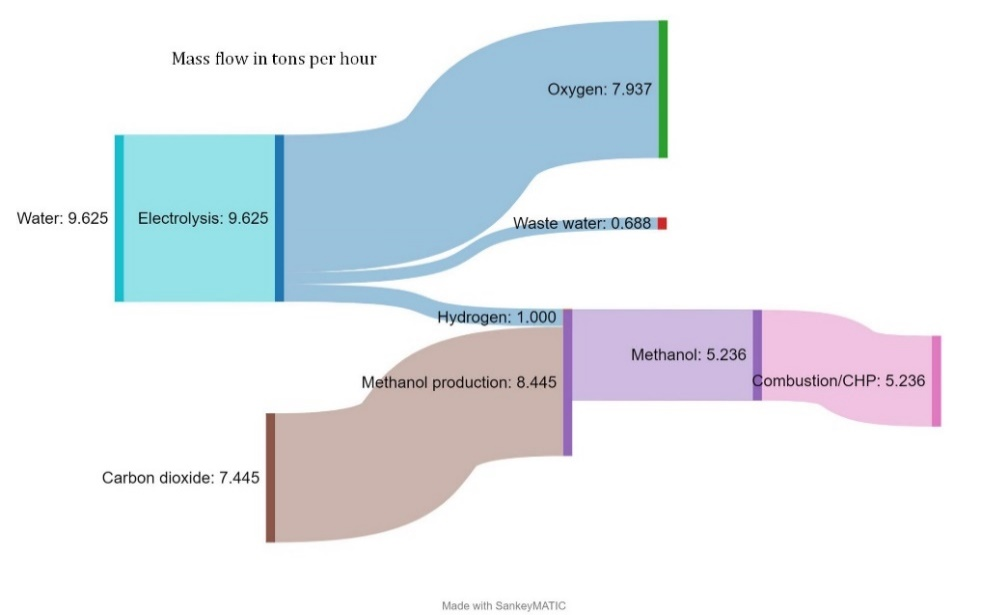 Mass flow in tons per hour
Oxygen: 7.937
Water: 9.625
Electrolysis: 9.625
Waste water: 0.688
Hydrogen: 1.000
Methanol: 5.236
Methanol production: 8.445
Combustion/CHP: 5.236
Carbon dioxide: 7.445
Made with SankeyMATIC